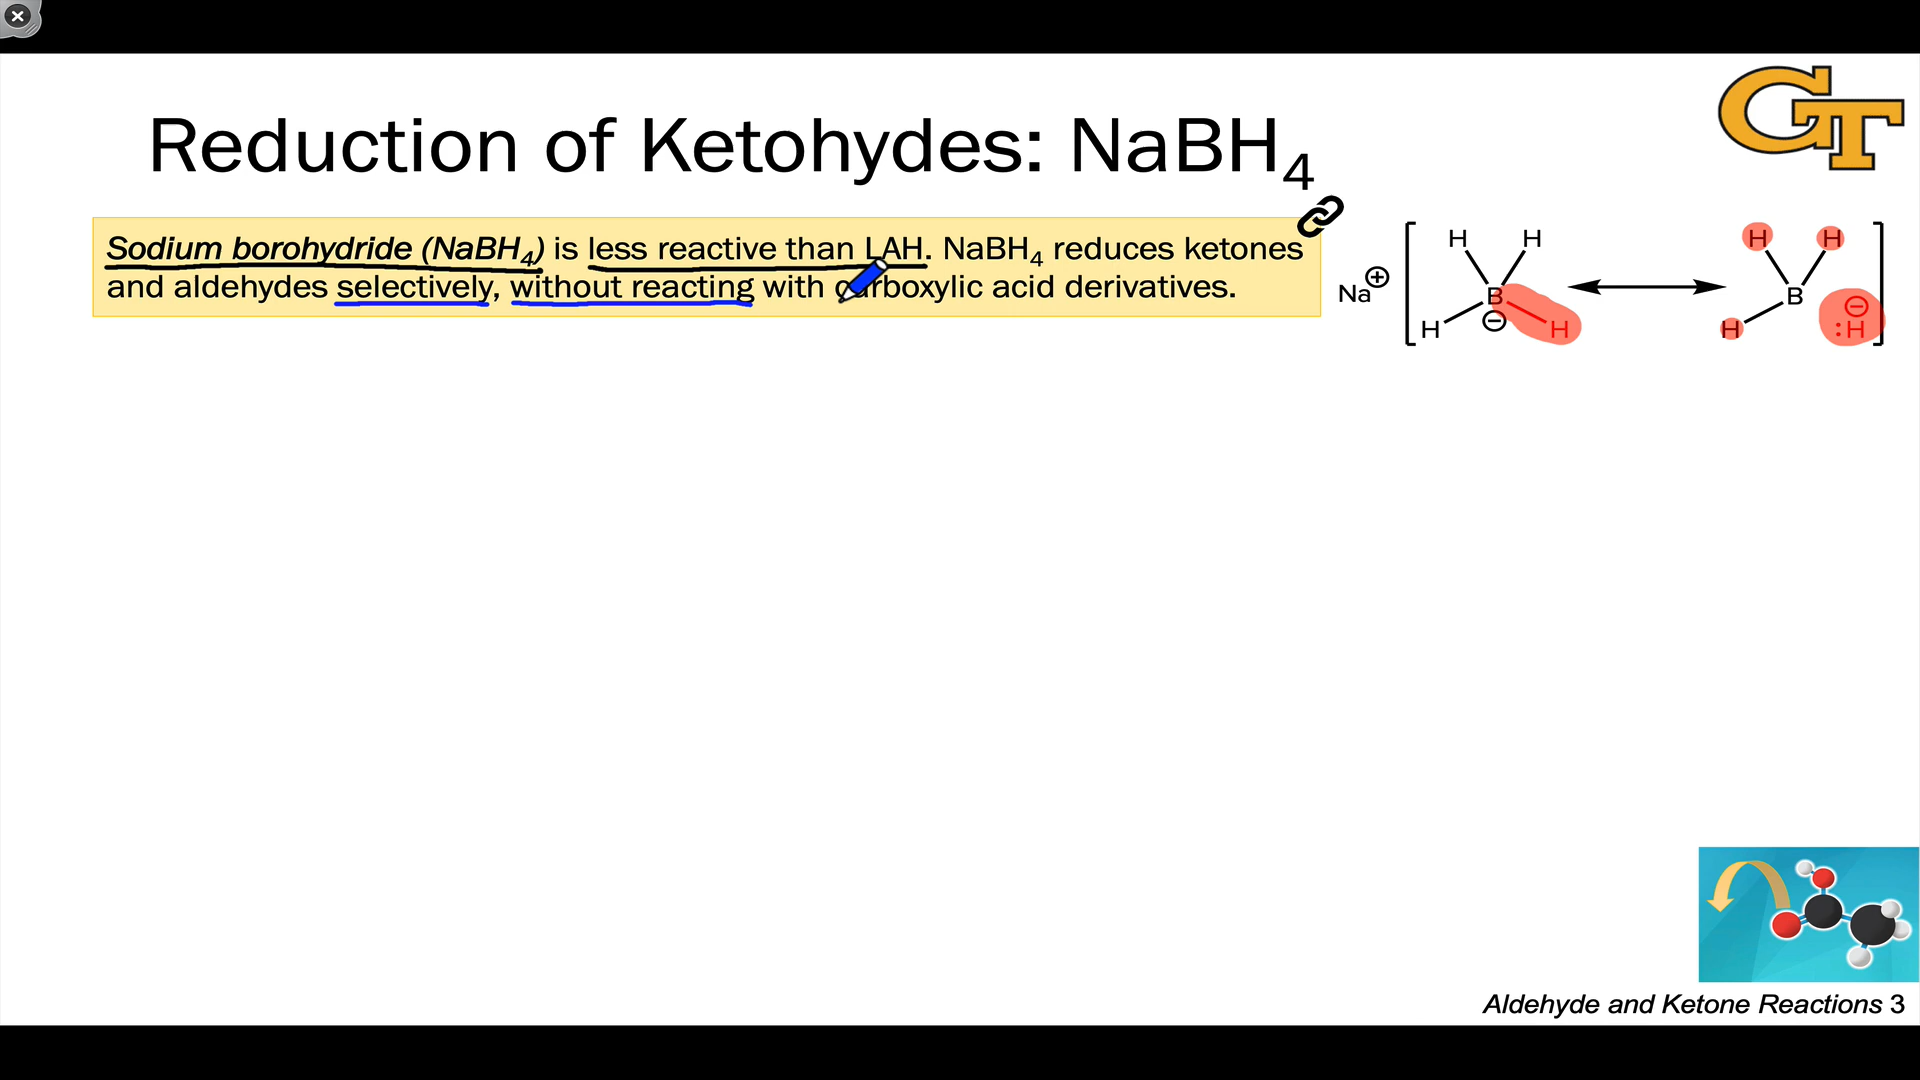 GT
Reduction of Ketohydes: NaBH₄
Sodium borohydride (NaBH₄) is less reactive than LAH. NaBH₄ reduces ketones
and aldehydes selectively, without reacting with carboxylic acid derivatives.
H H H H
Na⊕ [ B ⊖ ↔ B ⊖ ]
H H H :H
Aldehyde and Ketone Reactions 3